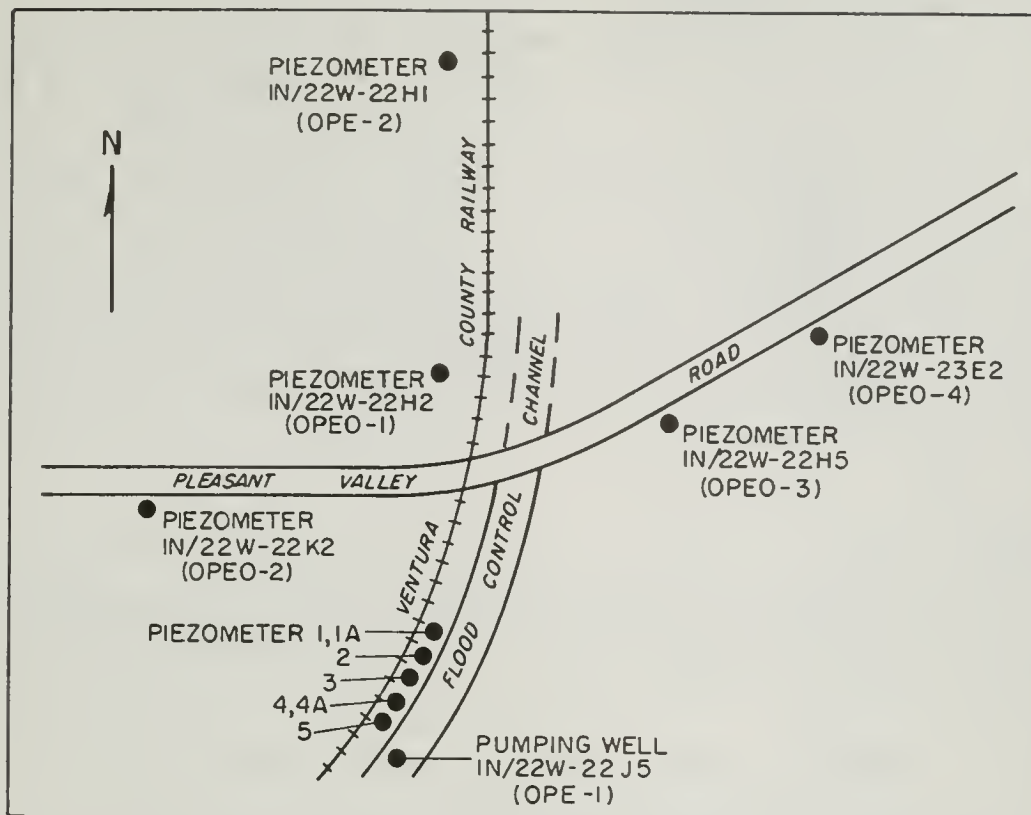 PIEZOMETER
IN/22W-22H1
(OPE-2)
N
VENTURA COUNTY RAILWAY
PIEZOMETER
IN/22W-22H2
(OPEO-1)
FLOOD CONTROL CHANNEL
PLEASANT VALLEY ROAD
PIEZOMETER
IN/22W-23E2
(OPEO-4)
PIEZOMETER
IN/22W-22H5
(OPEO-3)
PIEZOMETER
IN/22W-22K2
(OPEO-2)
PIEZOMETER 1,1A
2
3
4,4A
5
PUMPING WELL
IN/22W-22J5
(OPE-1)